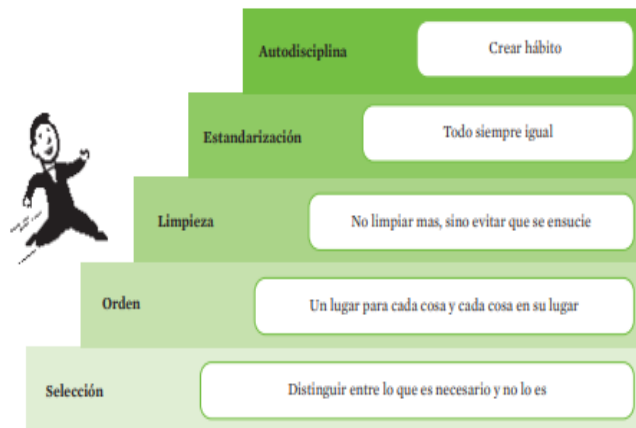 Autodisciplina
Crear hábito
Estandarización
Todo siempre igual
Limpieza
No limpiar mas, sino evitar que se ensucie
Orden
Un lugar para cada cosa y cada cosa en su lugar
Selección
Distinguir entre lo que es necesario y no lo es